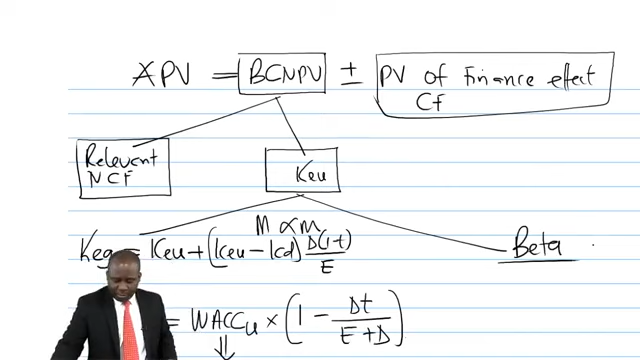 APV = BCNPV ± PV of Finance effect
CF
Relevant
NCF
Keu
M & m
Keg = Keu + (Keu - Kd) D(1-t)
E
Beta
= WACCu × (1 - Dt
E+D)